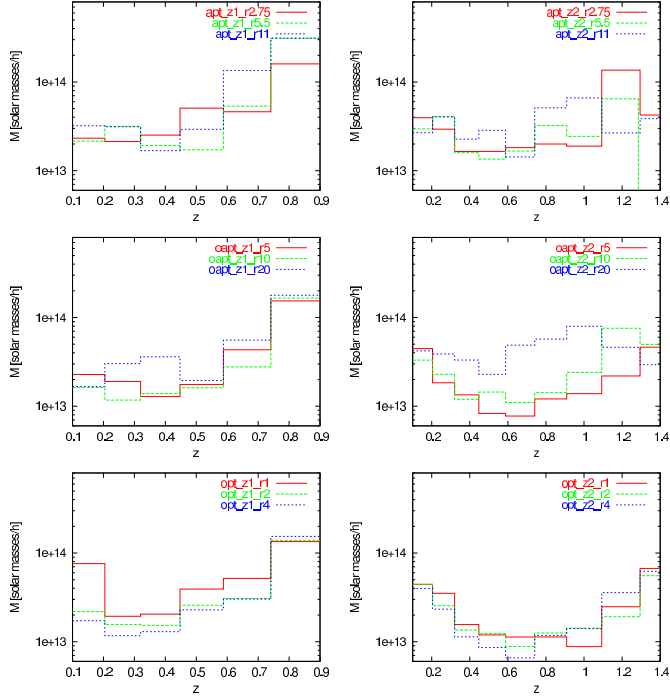 apt_z1_r2.75
apt_z1_r5.5
apt_z1_r11
M [solar masses/h]
1e+14
1e+13
0.1 0.2 0.3 0.4 0.5 0.6 0.7 0.8 0.9
z
apt_z2_r2.75
apt_z2_r5.5
apt_z2_r11
M [solar masses/h]
1e+14
1e+13
0.2 0.4 0.6 0.8 1 1.2 1.4
z
oapt_z1_r5
oapt_z1_r10
oapt_z1_r20
M [solar masses/h]
1e+14
1e+13
0.1 0.2 0.3 0.4 0.5 0.6 0.7 0.8 0.9
z
oapt_z2_r5
oapt_z2_r10
oapt_z2_r20
M [solar masses/h]
1e+14
1e+13
0.2 0.4 0.6 0.8 1 1.2 1.4
z
opt_z1_r1
opt_z1_r2
opt_z1_r4
M [solar masses/h]
1e+14
1e+13
0.1 0.2 0.3 0.4 0.5 0.6 0.7 0.8 0.9
z
opt_z2_r1
opt_z2_r2
opt_z2_r4
M [solar masses/h]
1e+14
1e+13
0.2 0.4 0.6 0.8 1 1.2 1.4
z